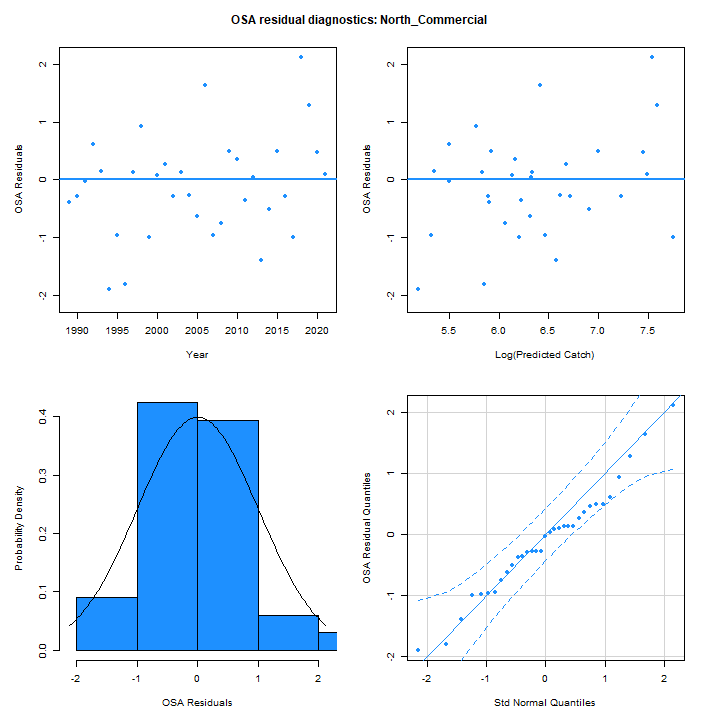 OSA residual diagnostics: North_Commercial
OSA Residuals
2
1
0
-1
-2
1990 1995 2000 2005 2010 2015 2020
Year
OSA Residuals
2
1
0
-1
-2
5.5 6.0 6.5 7.0 7.5
Log(Predicted Catch)
Probability Density
0.4
0.3
0.2
0.1
0.0
-2 -1 0 1 2
OSA Residuals
OSA Residual Quantiles
2
1
0
-1
-2
-2 -1 0 1 2
Std Normal Quantiles